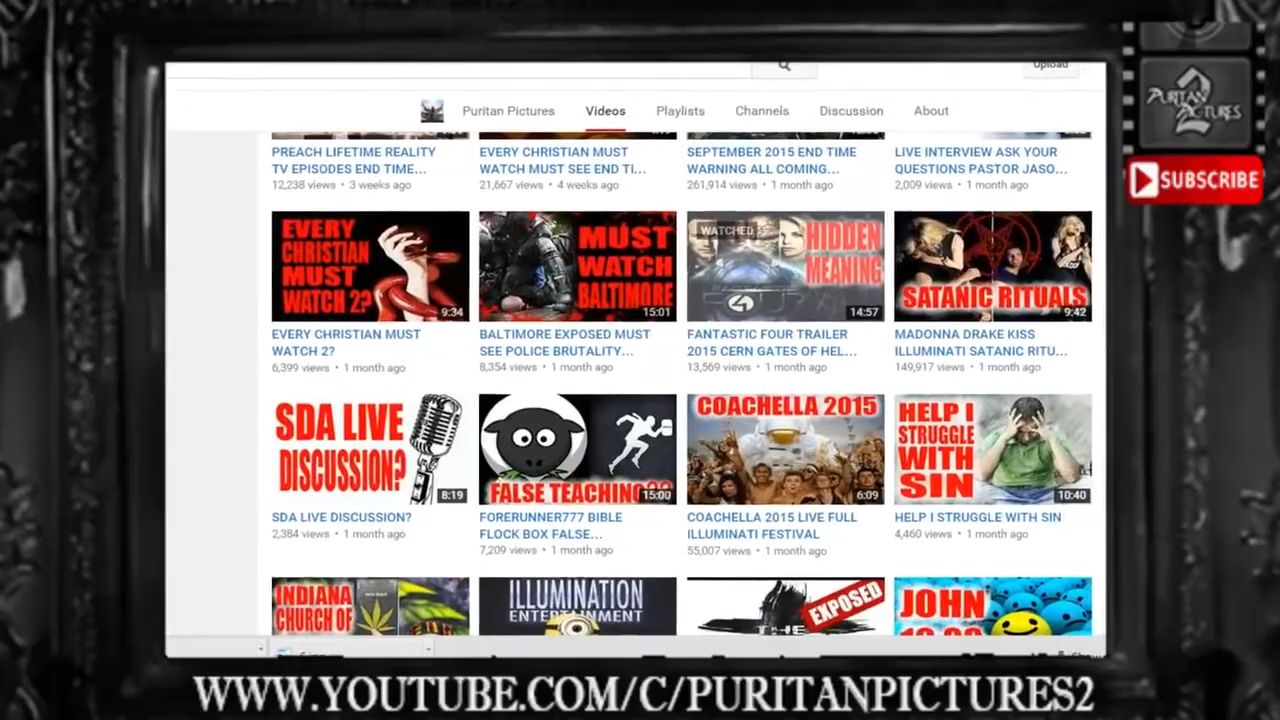 Upload
Puritan Pictures Videos Playlists Channels Discussion About
PURITAN
2
PICTURES
SUBSCRIBE
PREACH LIFETIME REALITY
TV EPISODES END TIME...
12,238 views • 3 weeks ago
EVERY CHRISTIAN MUST
WATCH MUST SEE END TI...
21,667 views • 4 weeks ago
SEPTEMBER 2015 END TIME
WARNING ALL COMING...
261,914 views • 1 month ago
LIVE INTERVIEW ASK YOUR
QUESTIONS PASTOR JASO...
2,009 views • 1 month ago
EVERY
CHRISTIAN
MUST
WATCH 2?
9:34
EVERY CHRISTIAN MUST
WATCH 2?
6,399 views • 1 month ago
MUST
WATCH
BALTIMORE
15:01
BALTIMORE EXPOSED MUST
SEE POLICE BRUTALITY...
8,354 views • 1 month ago
WATCHED
HIDDEN
MEANING
4
14:57
FANTASTIC FOUR TRAILER
2015 CERN GATES OF HEL...
13,569 views • 1 month ago
SATANIC RITUALS
9:42
MADONNA DRAKE KISS
ILLUMINATI SATANIC RITU...
149,917 views • 1 month ago
SDA LIVE
DISCUSSION?
8:19
SDA LIVE DISCUSSION?
2,384 views • 1 month ago
FALSE TEACHING
15:00
FORERUNNER777 BIBLE
FLOCK BOX FALSE...
7,209 views • 1 month ago
COACHELLA 2015
6:09
COACHELLA 2015 LIVE FULL
ILLUMINATI FESTIVAL
55,007 views • 1 month ago
HELP I
STRUGGLE
WITH
SIN
10:40
HELP I STRUGGLE WITH SIN
4,460 views • 1 month ago
INDIANA
CHURCH OF
ILLUMINATION
ENTERTAINMENT
EXPOSED
THE
JOHN
WWW.YOUTUBE.COM/C/PURITANPICTURES2